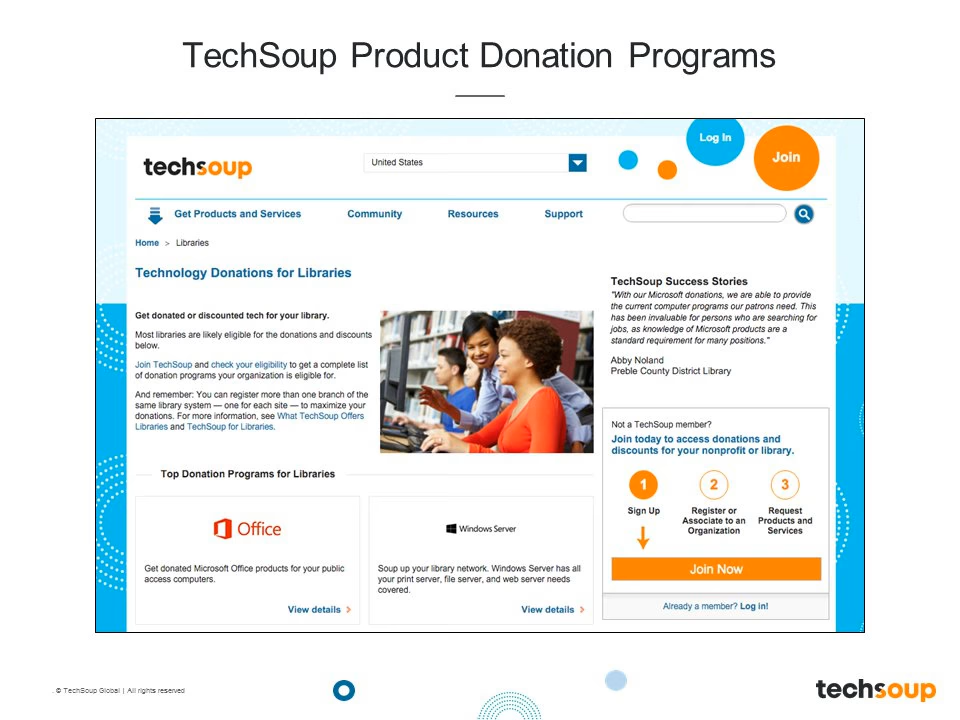 TechSoup Product Donation Programs
techsoup
United States
Log In
Join
Get Products and Services
Community
Resources
Support
Home > Libraries
Technology Donations for Libraries
Get donated or discounted tech for your library.
Most libraries are likely eligible for the donations and discounts
below.
Join TechSoup and check your eligibility to get a complete list
of donation programs your organization is eligible for.
And remember: You can register more than one branch of the
same library system — one for each site — to maximize your
donations. For more information, see What TechSoup Offers
Libraries and TechSoup for Libraries.
TechSoup Success Stories
"With our Microsoft donations, we are able to provide
the current computer programs our patrons need. This
has been invaluable for persons who are searching for
jobs, as knowledge of Microsoft products are a
standard requirement for many positions."
Abby Noland
Preble County District Library
Top Donation Programs for Libraries
Office
Get donated Microsoft Office products for your public
access computers.
View details >
Windows Server
Soup up your library network. Windows Server has all
your print server, file server, and web server needs
covered.
View details >
Not a TechSoup member?
Join today to access donations and
discounts for your nonprofit or library.
1
Sign Up
2
Register or
Associate to an
Organization
3
Request
Products and
Services
Join Now
Already a member? Log in!
. © TechSoup Global | All rights reserved
techsoup